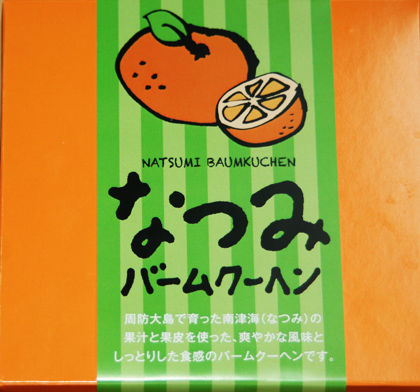 NATSUMI BAUMKUCHEN
なつみ
バームクーヘン
周防大島で育った南津海(なつみ)の
果汁と果皮を使った、爽やかな風味と
しっとりした食感のバームクーヘンです。